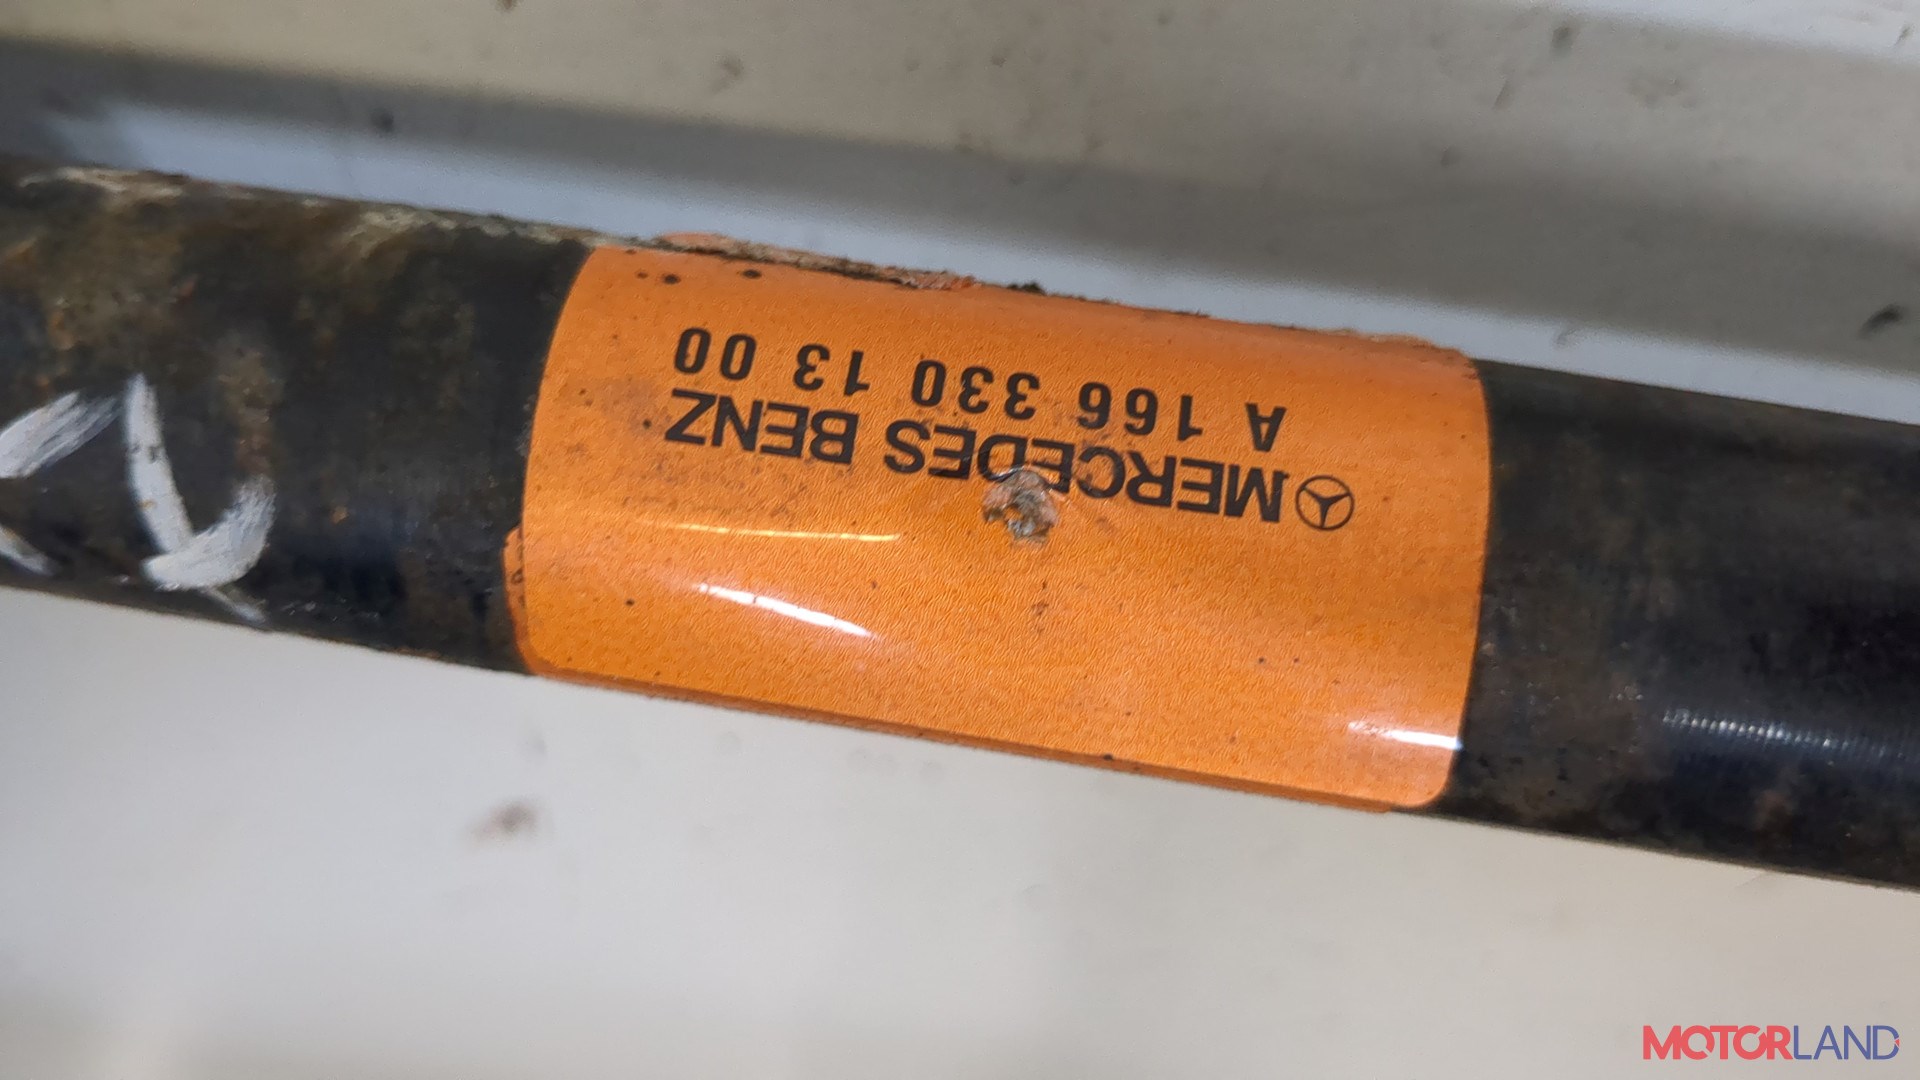 MERCEDES BENZ
A 166 330 13 00
MOTORLAND